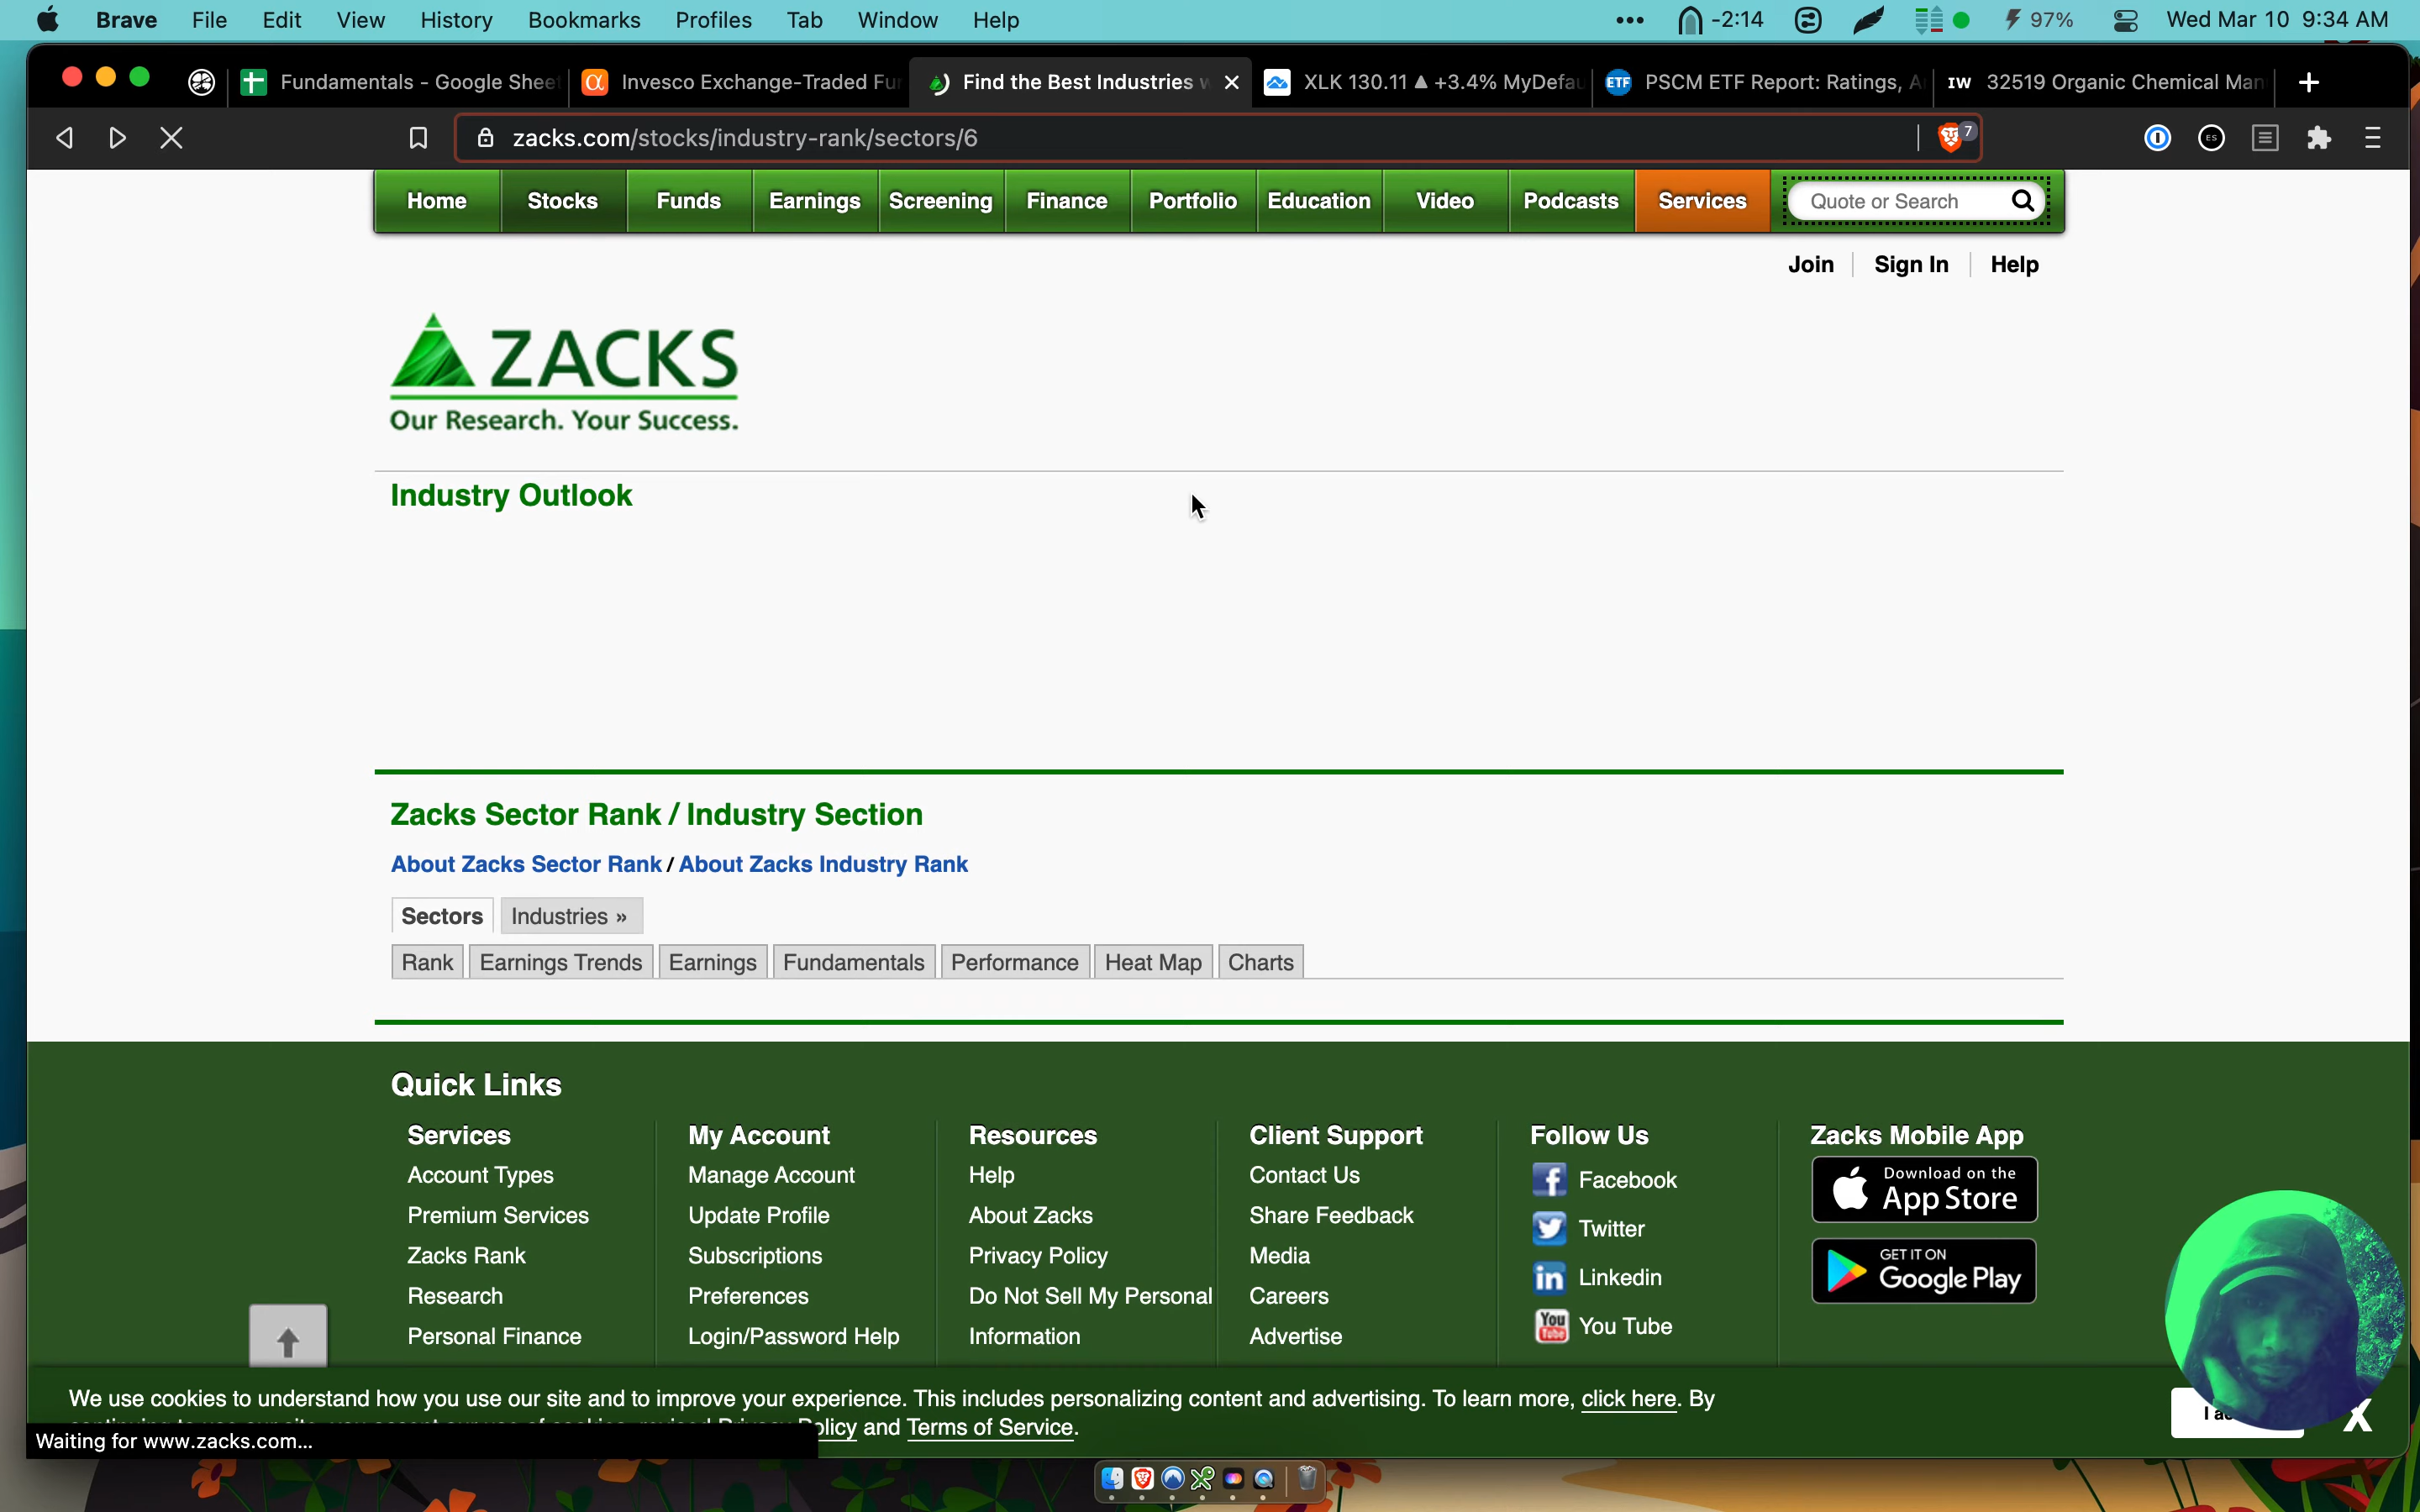 Brave File Edit View History Bookmarks Profiles Tab Window Help ••• -2:14 97% Wed Mar 10 9:34 AM
Fundamentals - Google Shee Invesco Exchange-Traded Fu Find the Best Industries XLK 130.11 ▲ +3.4% MyDefau ETF PSCM ETF Report: Ratings, A IW 32519 Organic Chemical Man
zacks.com/stocks/industry-rank/sectors/6 7 ES
Home Stocks Funds Earnings Screening Finance Portfolio Education Video Podcasts Services Quote or Search
Join Sign In Help
ZACKS
Our Research. Your Success.
Industry Outlook
Zacks Sector Rank / Industry Section
About Zacks Sector Rank / About Zacks Industry Rank
Sectors Industries »
Rank Earnings Trends Earnings Fundamentals Performance Heat Map Charts
Quick Links
Services My Account Resources Client Support Follow Us Zacks Mobile App
Account Types Manage Account Help Contact Us Facebook Download on the App Store
Premium Services Update Profile About Zacks Share Feedback Twitter
Zacks Rank Subscriptions Privacy Policy Media Linkedin GET IT ON Google Play
Research Preferences Do Not Sell My Personal Careers
Personal Finance Login/Password Help Information Advertise You Tube You Tube
We use cookies to understand how you use our site and to improve your experience. This includes personalizing content and advertising. To learn more, click here. By
olicy and Terms of Service. I X
Waiting for www.zacks.com...